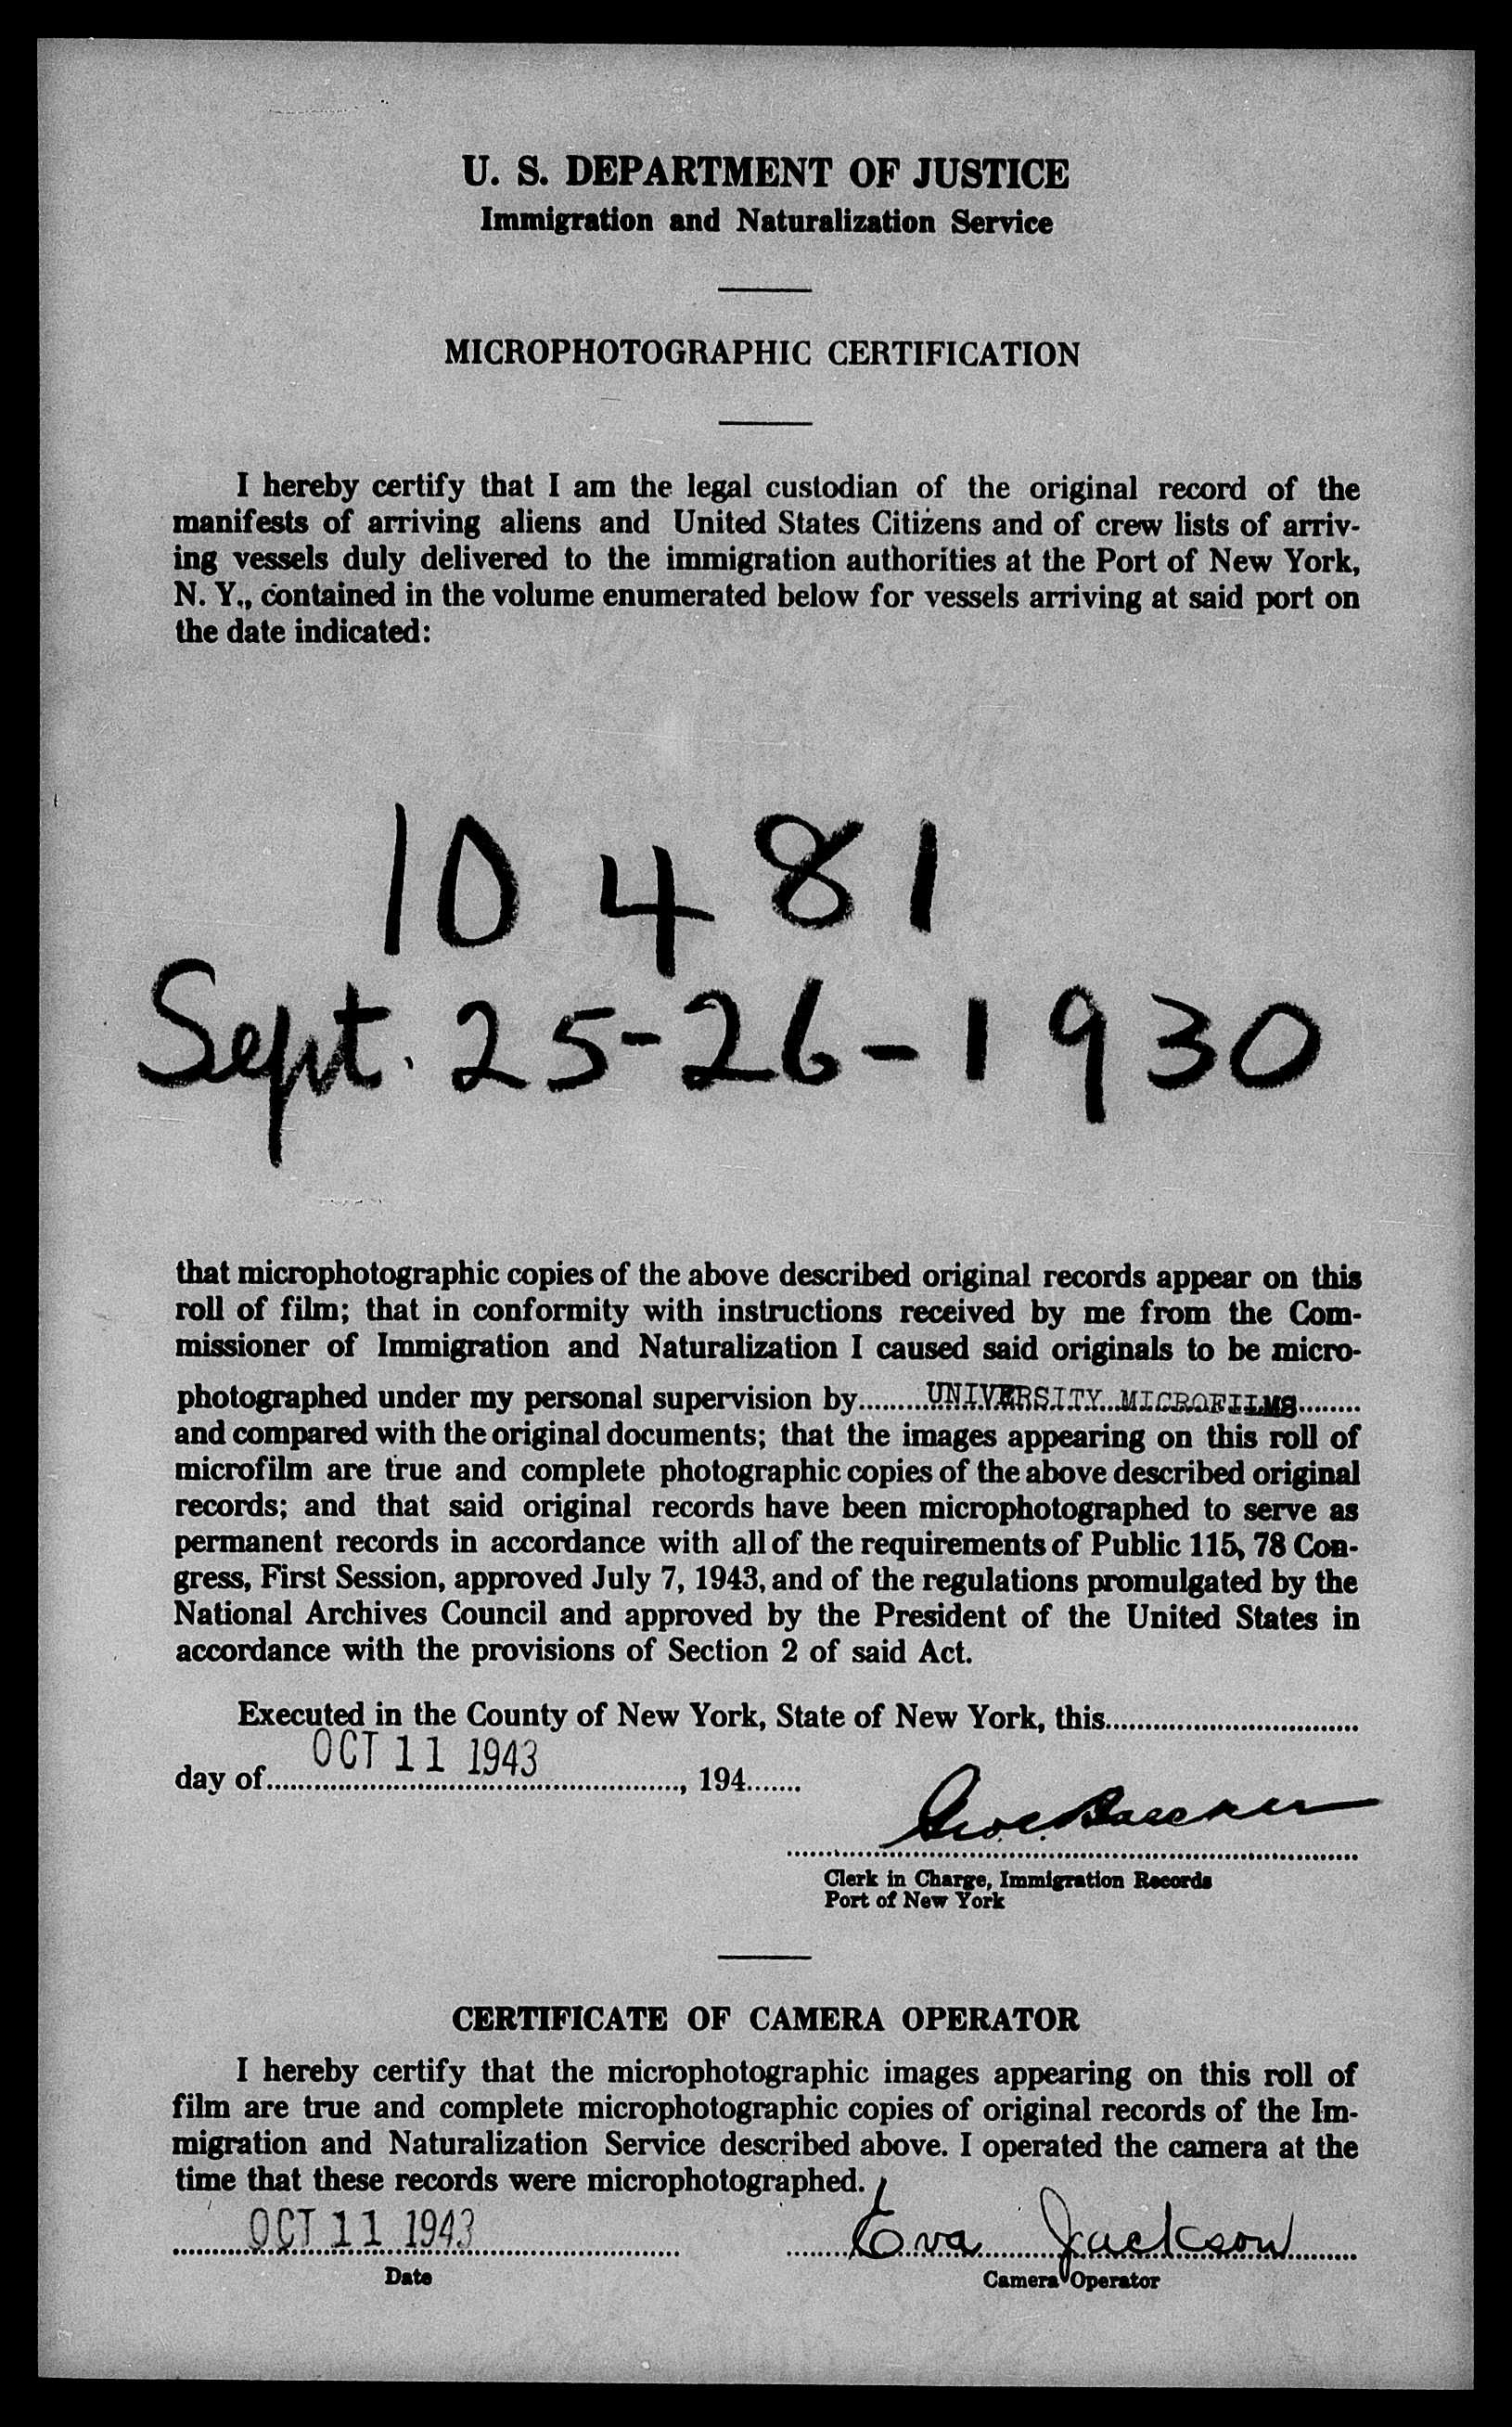 U. S. DEPARTMENT OF JUSTICE
Immigration and Naturalization Service
MICROPHOTOGRAPHIC CERTIFICATION
I hereby certify that I am the legal custodian of the original record of the
manifests of arriving aliens and United States Citizens and of crew lists of arriv-
ing vessels duly delivered to the immigration authorities at the Port of New York,
N. Y., contained in the volume enumerated below for vessels arriving at said port on
the date indicated:
10481
Sept. 25-26-1930
that microphotographic copies of the above described original records appear on this
roll of film; that in conformity with instructions received by me from the Com-
missioner of Immigration and Naturalization I caused said originals to be micro-
photographed under my personal supervision by UNIVERSITY MICROFILMS
and compared with the original documents; that the images appearing on this roll of
microfilm are true and complete photographic copies of the above described original
records; and that said original records have been microphotographed to serve as
permanent records in accordance with all of the requirements of Public 115, 78 Con-
gress, First Session, approved July 7, 1943, and of the regulations promulgated by the
National Archives Council and approved by the President of the United States in
accordance with the provisions of Section 2 of said Act.
Executed in the County of New York, State of New York, this
day of OCT 11 1943, 194
Clerk in Charge, Immigration Records
Port of New York
CERTIFICATE OF CAMERA OPERATOR
I hereby certify that the microphotographic images appearing on this roll of
film are true and complete microphotographic copies of original records of the Im-
migration and Naturalization Service described above. I operated the camera at the
time that these records were microphotographed.
OCT 11 1943 Eva Jackson
Date Camera Operator